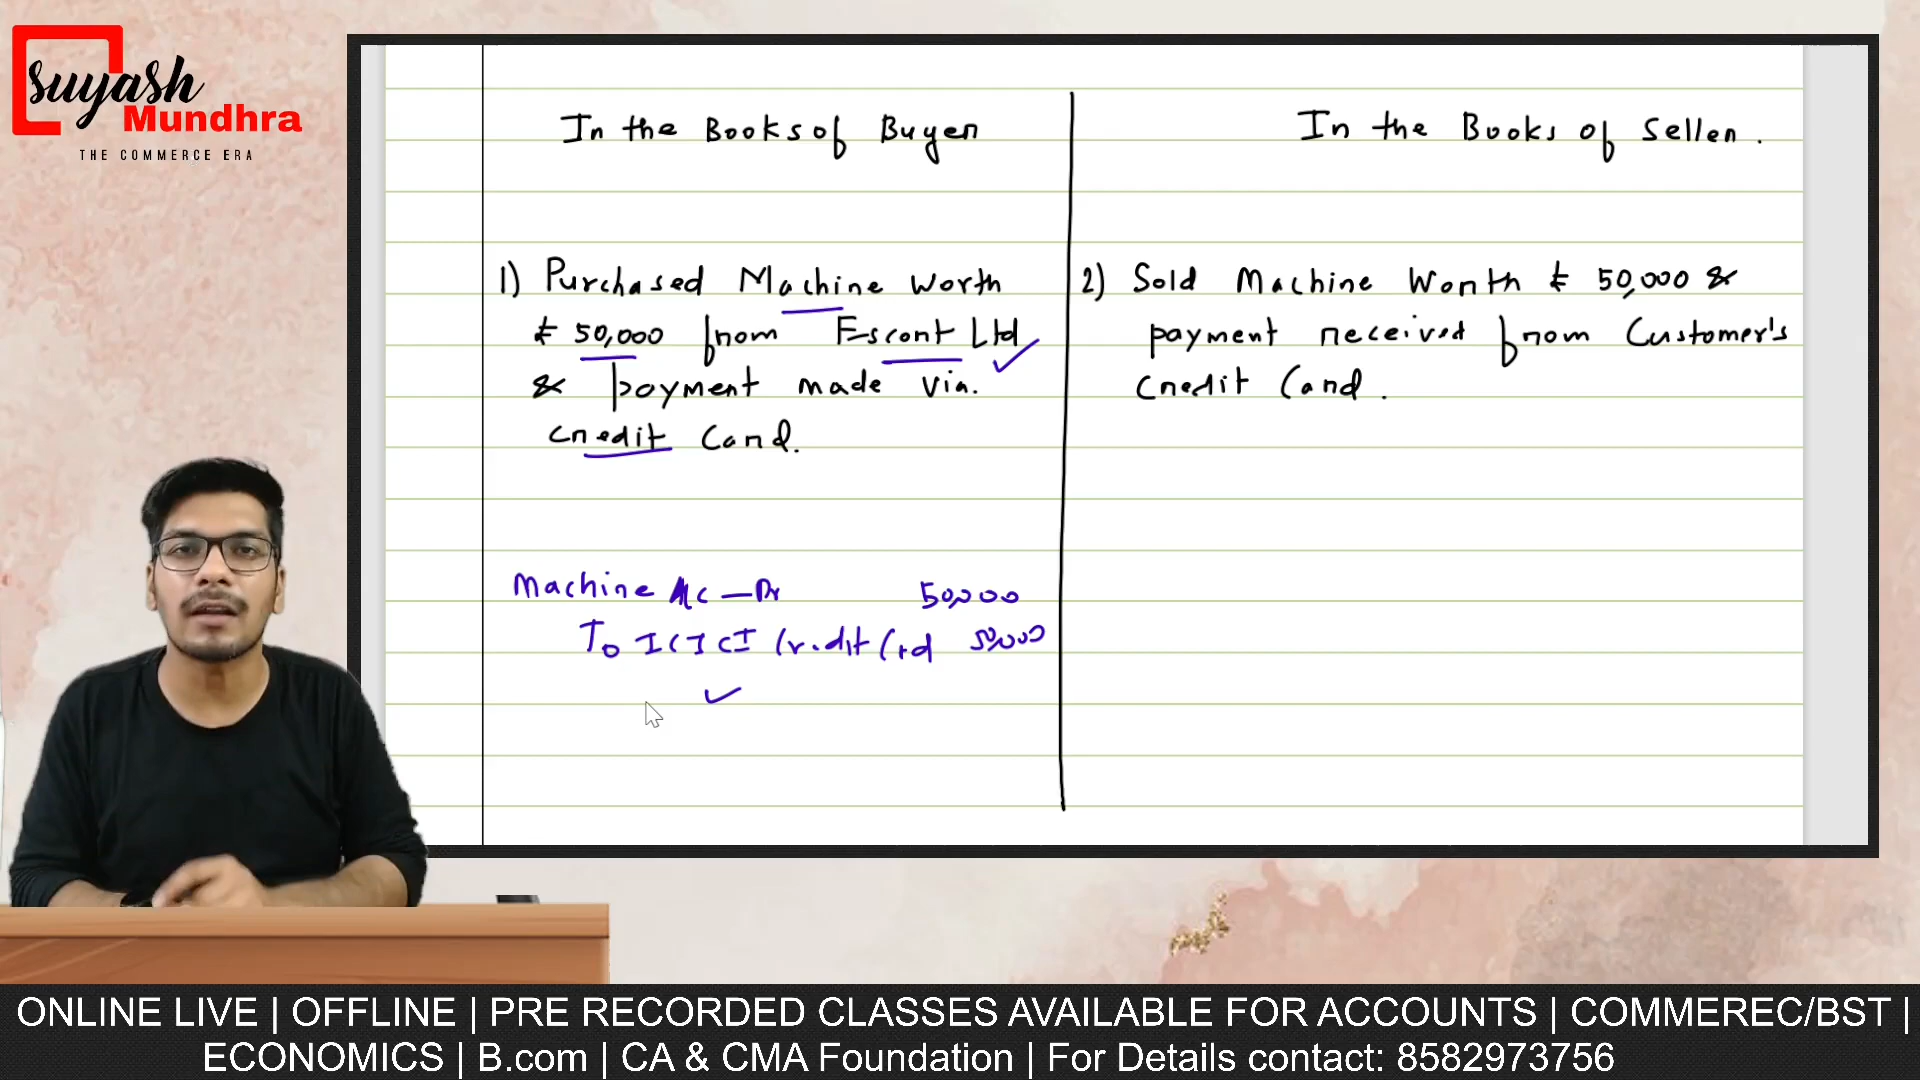 suyash
Mundhra
THE COMMERCE ERA
In the Books of Buyer
1) Purchased Machine Worth
₹ 50,000 from Escort Ltd
& payment made via.
credit Card.
Machine A/c – Dr 50,000
To ICICI Credit Crd 50,000
In the Books of Seller.
2) Sold Machine Worth ₹ 50,000 &
payment received from Customer's
Credit Card.
ONLINE LIVE | OFFLINE | PRE RECORDED CLASSES AVAILABLE FOR ACCOUNTS | COMMEREC/BST |
ECONOMICS | B.com | CA & CMA Foundation | For Details contact: 8582973756